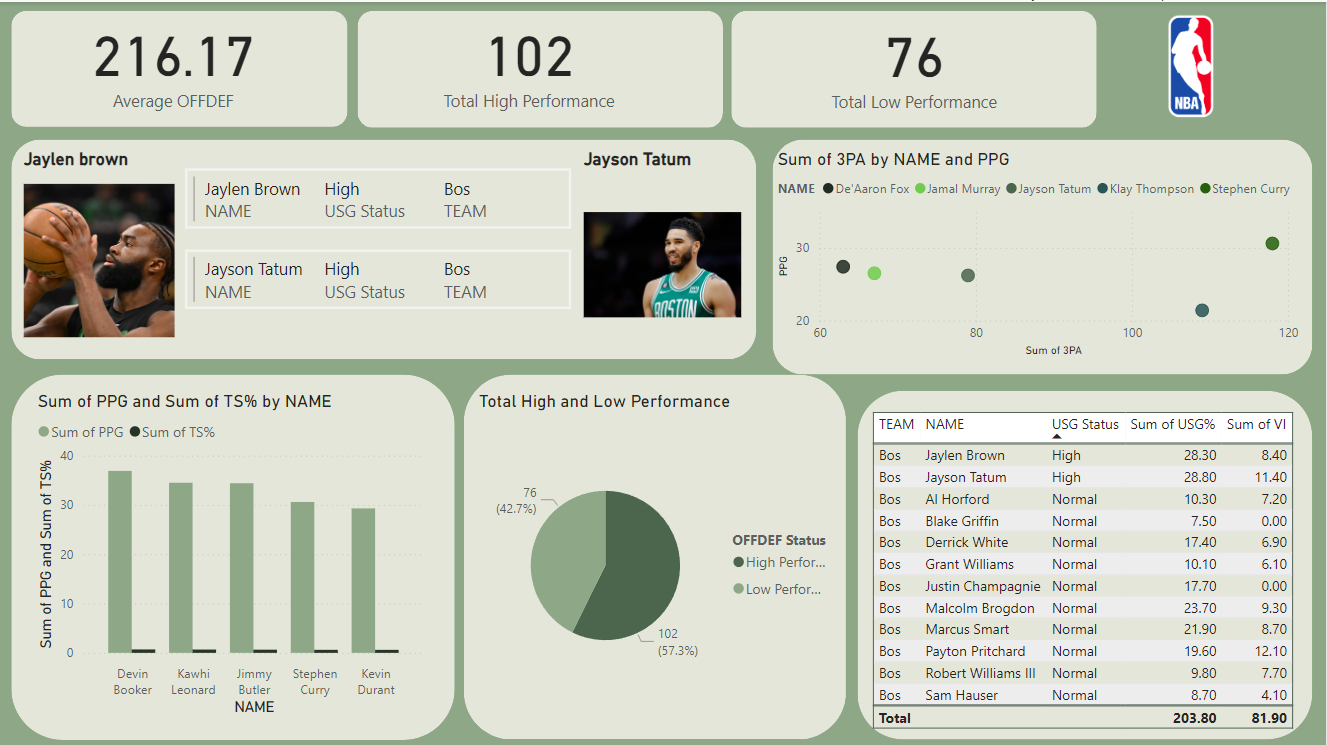 216.17
Average OFFDEF
102
Total High Performance
76
Total Low Performance
NBA
Jaylen brown
Jaylen Brown High Bos
NAME USG Status TEAM
Jayson Tatum High Bos
NAME USG Status TEAM
Jayson Tatum
BOSTON
Sum of 3PA by NAME and PPG
NAME De'Aaron Fox Jamal Murray Jayson Tatum Klay Thompson Stephen Curry
PPG
30
20
60 80 100 120
Sum of 3PA
Sum of PPG and Sum of TS% by NAME
Sum of PPG Sum of TS%
Sum of PPG and Sum of TS%
40
30
20
10
0
Devin Booker
Kawhi Leonard
Jimmy Butler
Stephen Curry
Kevin Durant
NAME
Total High and Low Performance
76
(42.7%)
102
(57.3%)
OFFDEF Status
High Perfor...
Low Perfor...
TEAM NAME USG Status Sum of USG% Sum of VI
Bos Jaylen Brown High 28.30 8.40
Bos Jayson Tatum High 28.80 11.40
Bos Al Horford Normal 10.30 7.20
Bos Blake Griffin Normal 7.50 0.00
Bos Derrick White Normal 17.40 6.90
Bos Grant Williams Normal 10.10 6.10
Bos Justin Champagnie Normal 17.70 0.00
Bos Malcolm Brogdon Normal 23.70 9.30
Bos Marcus Smart Normal 21.90 8.70
Bos Payton Pritchard Normal 19.60 12.10
Bos Robert Williams III Normal 9.80 7.70
Bos Sam Hauser Normal 8.70 4.10
Total 203.80 81.90